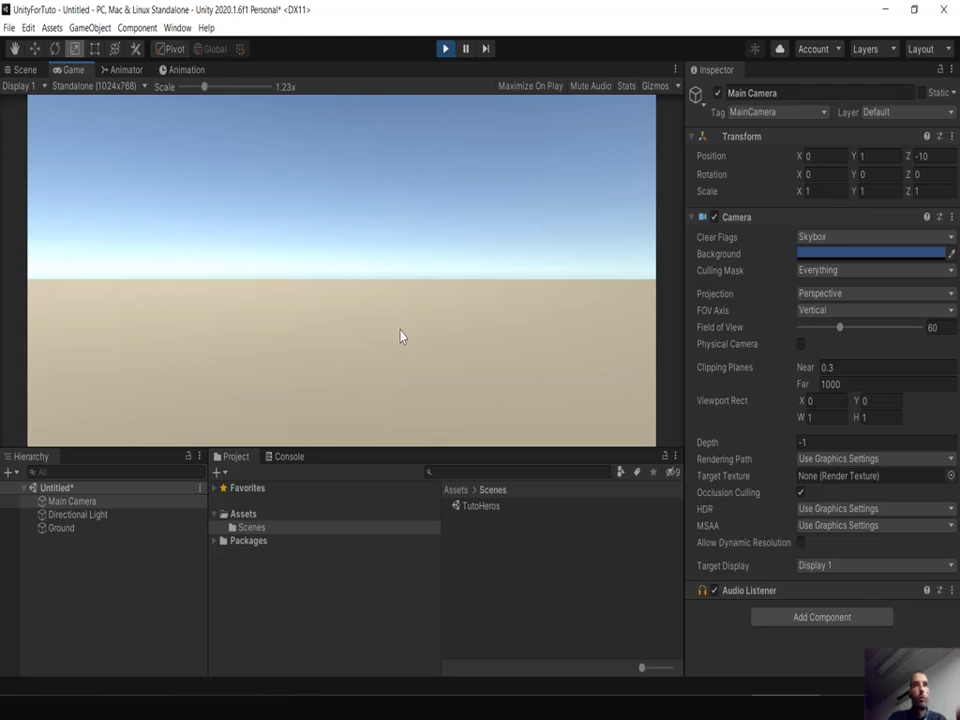 UnityForTuto - Untitled - PC, Mac & Linux Standalone - Unity 2020.1.6f1 Personal* <DX11>
File Edit Assets GameObject Component Window Help
Pivot Global Account Layers Layout
Scene Game Animator Animation
Display 1 Standalone (1024x768) Scale 1.23x Maximize On Play Mute Audio Stats Gizmos
Inspector
Main Camera Static
Tag MainCamera Layer Default
Transform
Position X 0 Y 1 Z -10
Rotation X 0 Y 0 Z 0
Scale X 1 Y 1 Z 1
Camera
Clear Flags Skybox
Background
Culling Mask Everything
Projection Perspective
FOV Axis Vertical
Field of View 60
Physical Camera
Clipping Planes Near 0.3
Far 1000
Viewport Rect X 0 Y 0
W 1 H 1
Depth -1
Rendering Path Use Graphics Settings
Target Texture None (Render Texture)
Occlusion Culling
HDR Use Graphics Settings
MSAA Use Graphics Settings
Allow Dynamic Resolution
Target Display Display 1
Audio Listener
Add Component
Hierarchy
All
Untitled*
Main Camera
Directional Light
Ground
Project Console
9
Favorites
Assets
Scenes
Packages
Assets > Scenes
TutoHeros